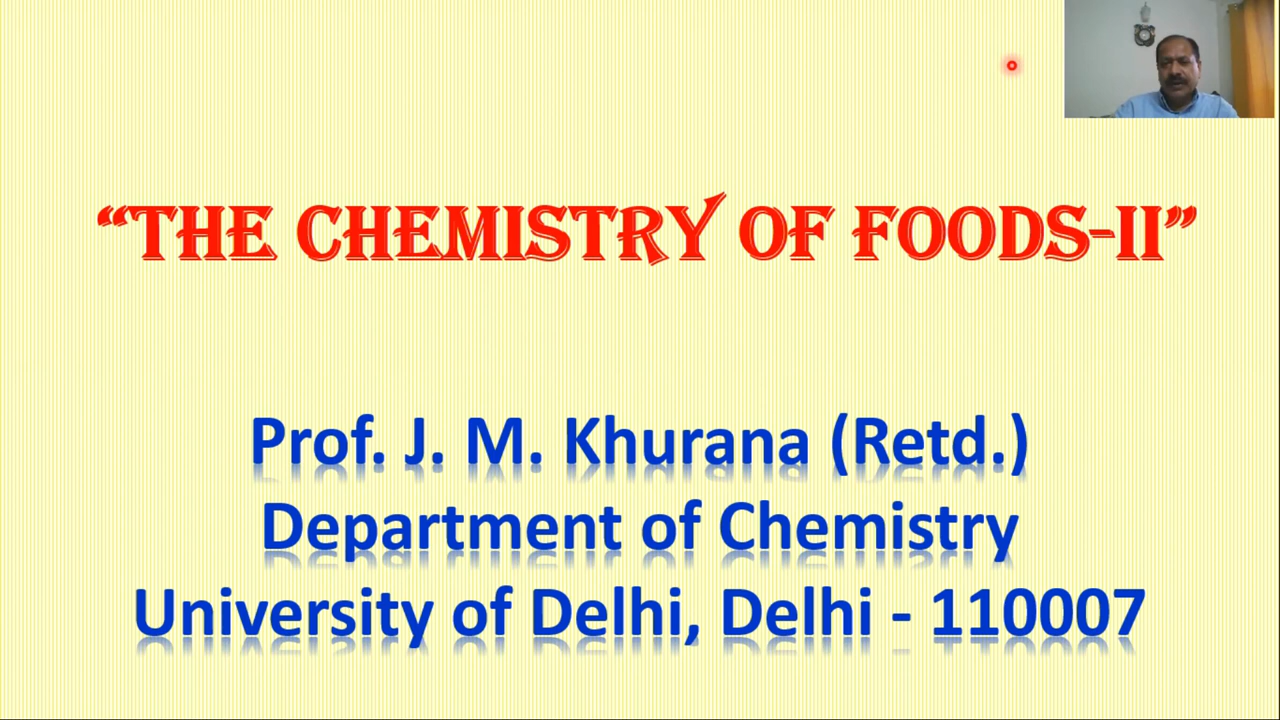 “THE CHEMISTRY OF FOODS-II”
Prof. J. M. Khurana (Retd.)
Department of Chemistry
University of Delhi, Delhi - 110007